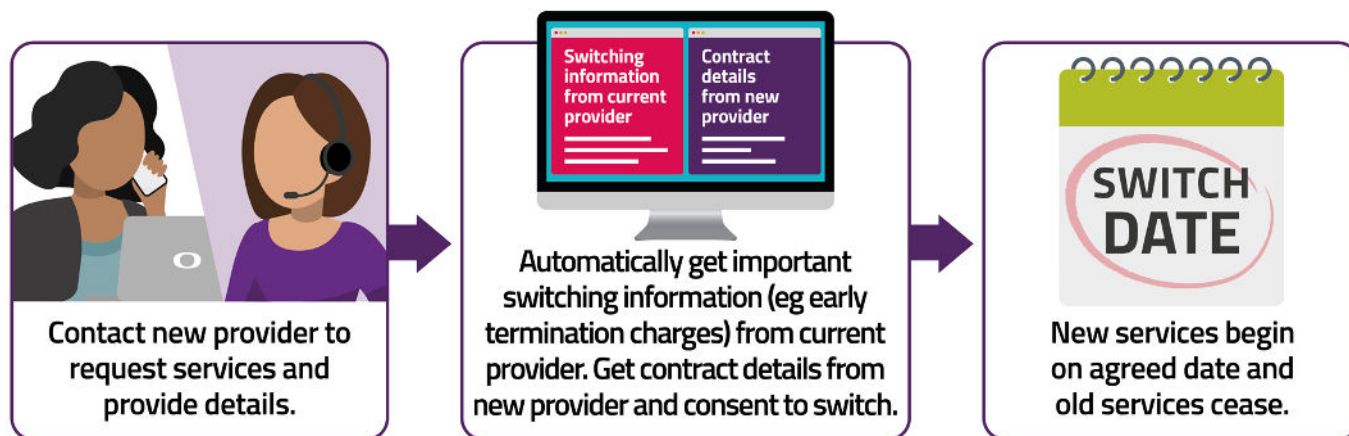 Contact new provider to
request services and
provide details.
Switching
information
from current
provider
Contract
details
from new
provider
Automatically get important
switching information (eg early
termination charges) from current
provider. Get contract details from
new provider and consent to switch.
SWITCH
DATE
New services begin
on agreed date and
old services cease.